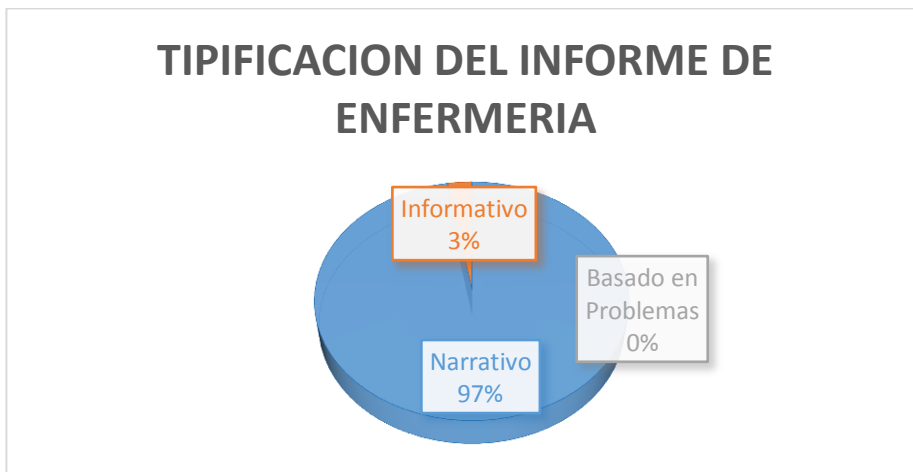 TIPIFICACION DEL INFORME DE
ENFERMERIA
Informativo
3%
Basado en
Problemas
0%
Narrativo
97%